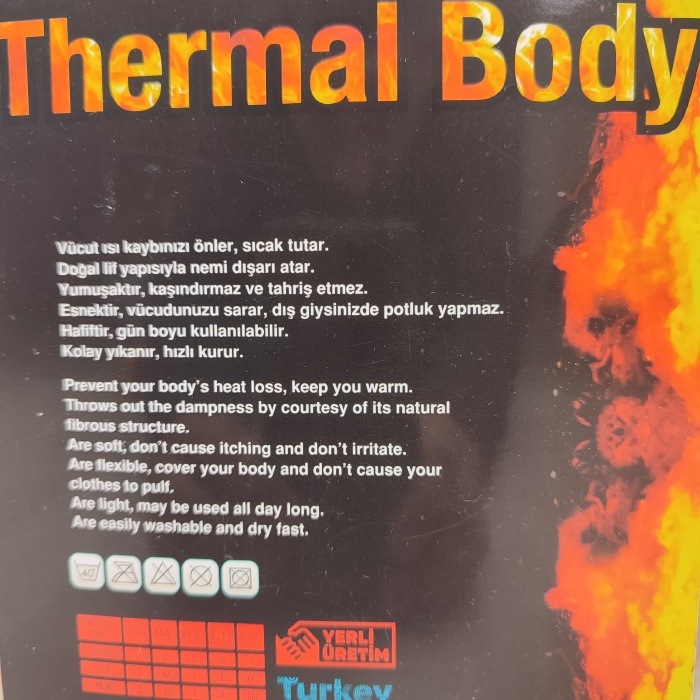 Thermal Body
Vücut ısı kaybınızı önler, sıcak tutar.
Doğal lif yapısıyla nemi dışarı atar.
Yumuşaktır, kaşındırmaz ve tahriş etmez.
Esnektir, vücudunuzu sarar, dış giysinizde potluk yapmaz.
Hafiftir, gün boyu kullanılabilir.
Kolay yıkanır, hızlı kurur.
Prevent your body's heat loss, keep you warm.
Throws out the dampness by courtesy of its natural
fibrous structure.
Are soft, don't cause itching and don't irritate.
Are flexible, cover your body and don't cause your
clothes to pulf.
Are light, may be used all day long.
Are easily washable and dry fast.
40
YERLİ
ÜRETİM
Turkey